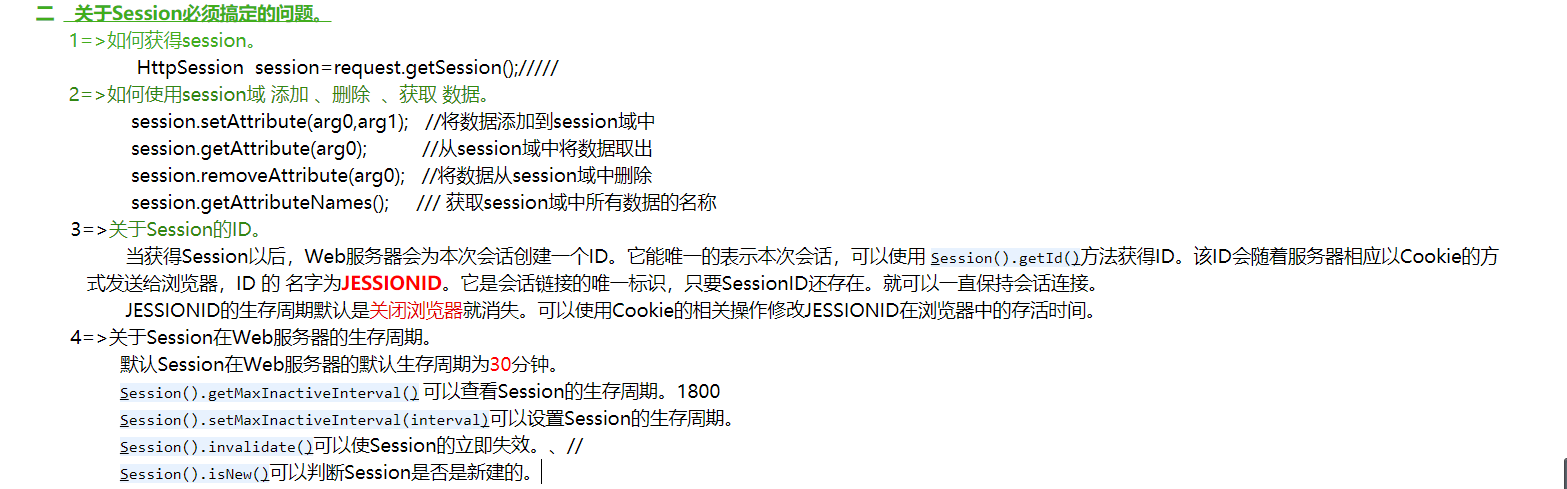 二 关于Session必须搞定的问题。
1=>如何获得session。
HttpSession session=request.getSession();/////
2=>如何使用session域 添加 、删除 、获取 数据。
session.setAttribute(arg0,arg1); //将数据添加到session域中
session.getAttribute(arg0); //从session域中将数据取出
session.removeAttribute(arg0); //将数据从session域中删除
session.getAttributeNames(); /// 获取session域中所有数据的名称
3=>关于Session的ID。
当获得Session以后，Web服务器会为本次会话创建一个ID。它能唯一的表示本次会话，可以使用 Session().getId()方法获得ID。该ID会随着服务器相应以Cookie的方
式发送给浏览器，ID 的 名字为JESSIONID。它是会话链接的唯一标识，只要SessionID还存在。就可以一直保持会话连接。
JESSIONID的生存周期默认是关闭浏览器就消失。可以使用Cookie的相关操作修改JESSIONID在浏览器中的存活时间。
4=>关于Session在Web服务器的生存周期。
默认Session在Web服务器的默认生存周期为30分钟。
Session().getMaxInactiveInterval() 可以查看Session的生存周期。1800
Session().setMaxInactiveInterval(interval)可以设置Session的生存周期。
Session().invalidate()可以使Session的立即失效。、//
Session().isNew()可以判断Session是否是新建的。